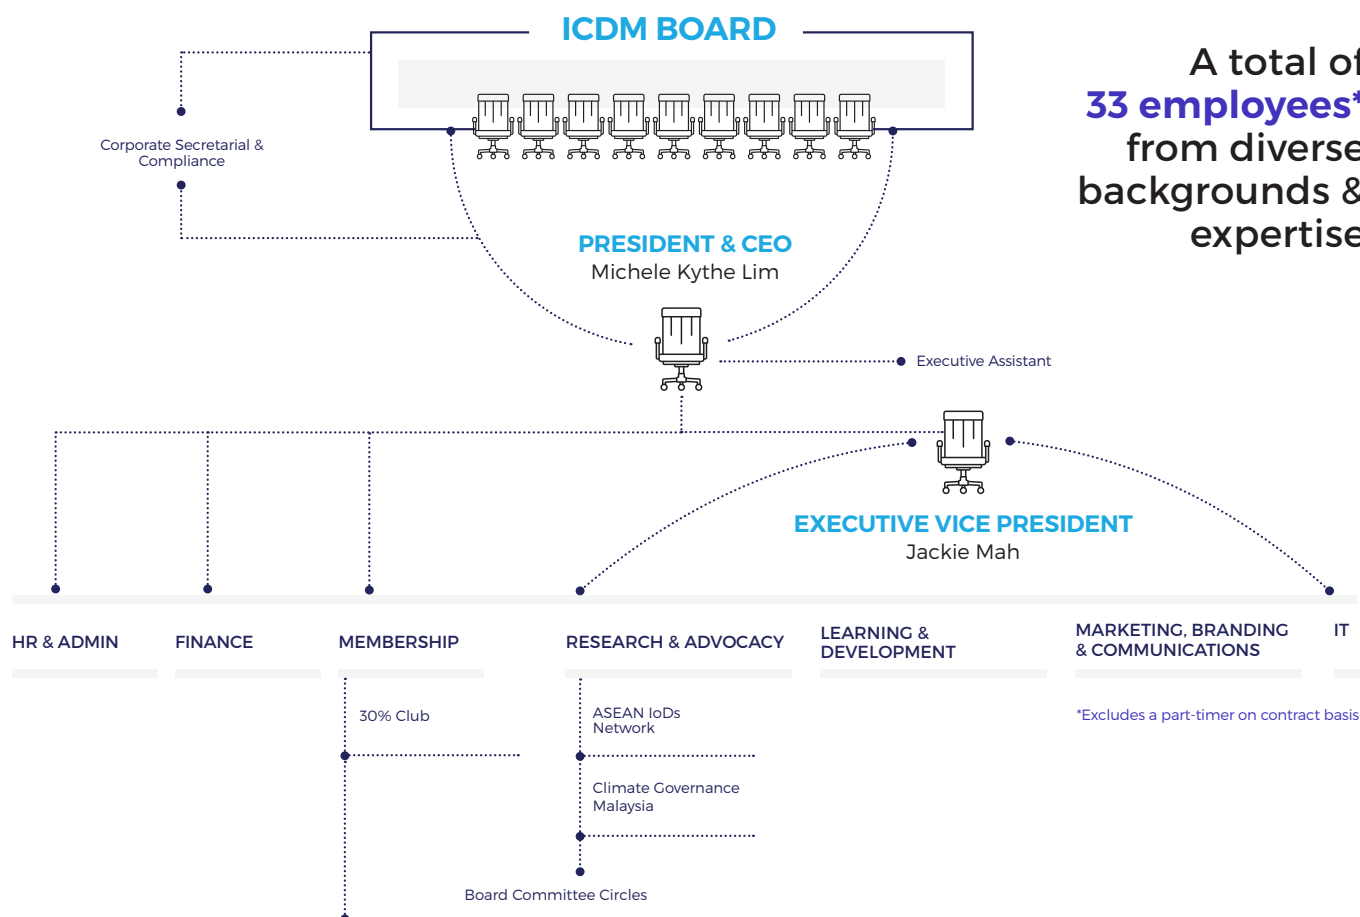 ICDM BOARD
A total of
33 employees*
from diverse
backgrounds &
expertise
Corporate Secretarial &
Compliance
PRESIDENT & CEO
Michele Kythe Lim
Executive Assistant
EXECUTIVE VICE PRESIDENT
Jackie Mah
HR & ADMIN
FINANCE
MEMBERSHIP
RESEARCH & ADVOCACY
LEARNING &
DEVELOPMENT
MARKETING, BRANDING
& COMMUNICATIONS
IT
30% Club
ASEAN IoDs
Network
*Excludes a part-timer on contract basis
Climate Governance
Malaysia
Board Committee Circles